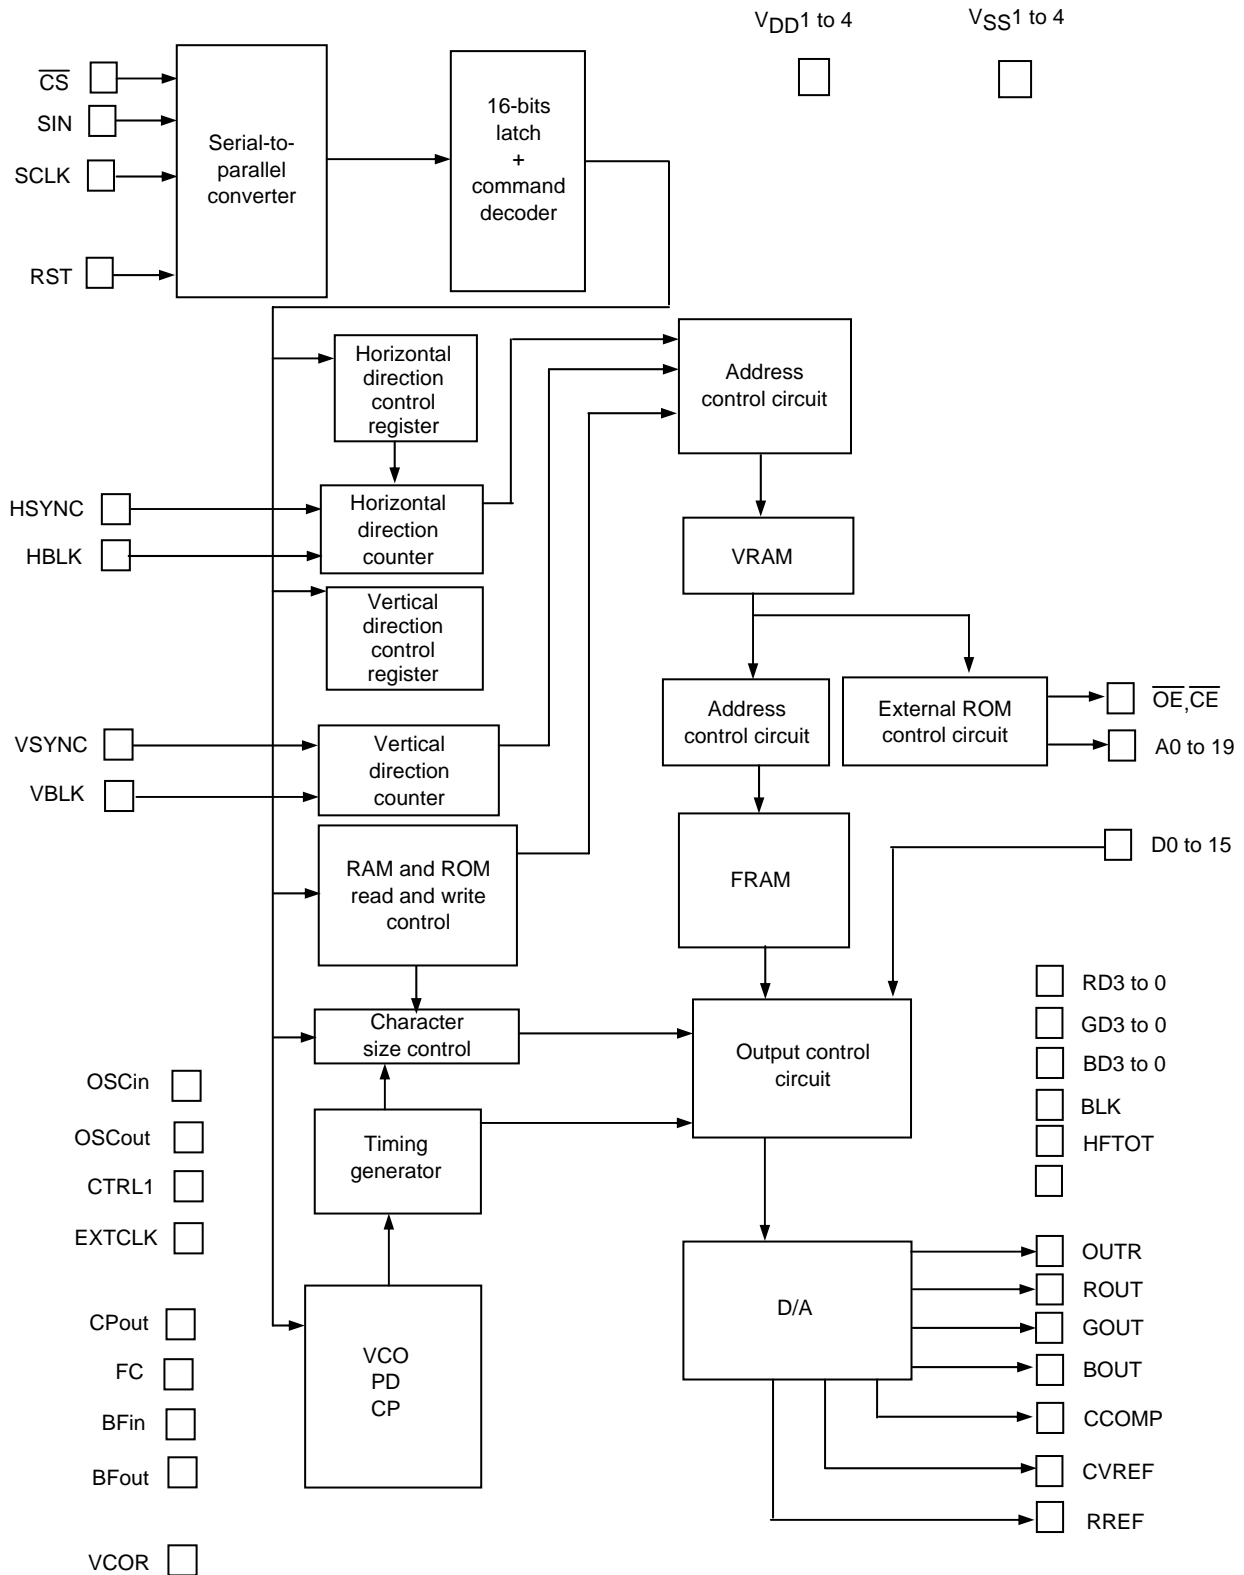 VDD1 to 4
VSS1 to 4
CS
SIN
SCLK
RST
Serial-to-
parallel
converter
16-bits
latch
+
command
decoder
Horizontal
direction
control
register
Address
control circuit
HSYNC
HBLK
Horizontal
direction
counter
VRAM
Vertical
direction
control
register
Address
control circuit
External ROM
control circuit
OE,CE
A0 to 19
VSYNC
VBLK
Vertical
direction
counter
RAM and ROM
read and write
control
FRAM
D0 to 15
Character
size control
Output control
circuit
RD3 to 0
GD3 to 0
BD3 to 0
BLK
HFTOT
OSCin
OSCout
CTRL1
EXTCLK
Timing
generator
CPout
FC
BFin
BFout
VCOR
VCO
PD
CP
D/A
OUTR
ROUT
GOUT
BOUT
CCOMP
CVREF
RREF